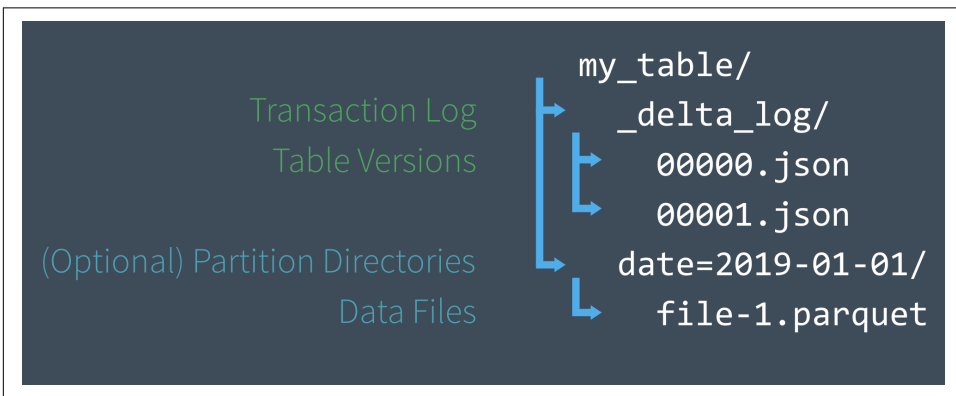 my_table/
Transaction Log _delta_log/
Table Versions 00000.json
00001.json
(Optional) Partition Directories date=2019-01-01/
Data Files file-1.parquet